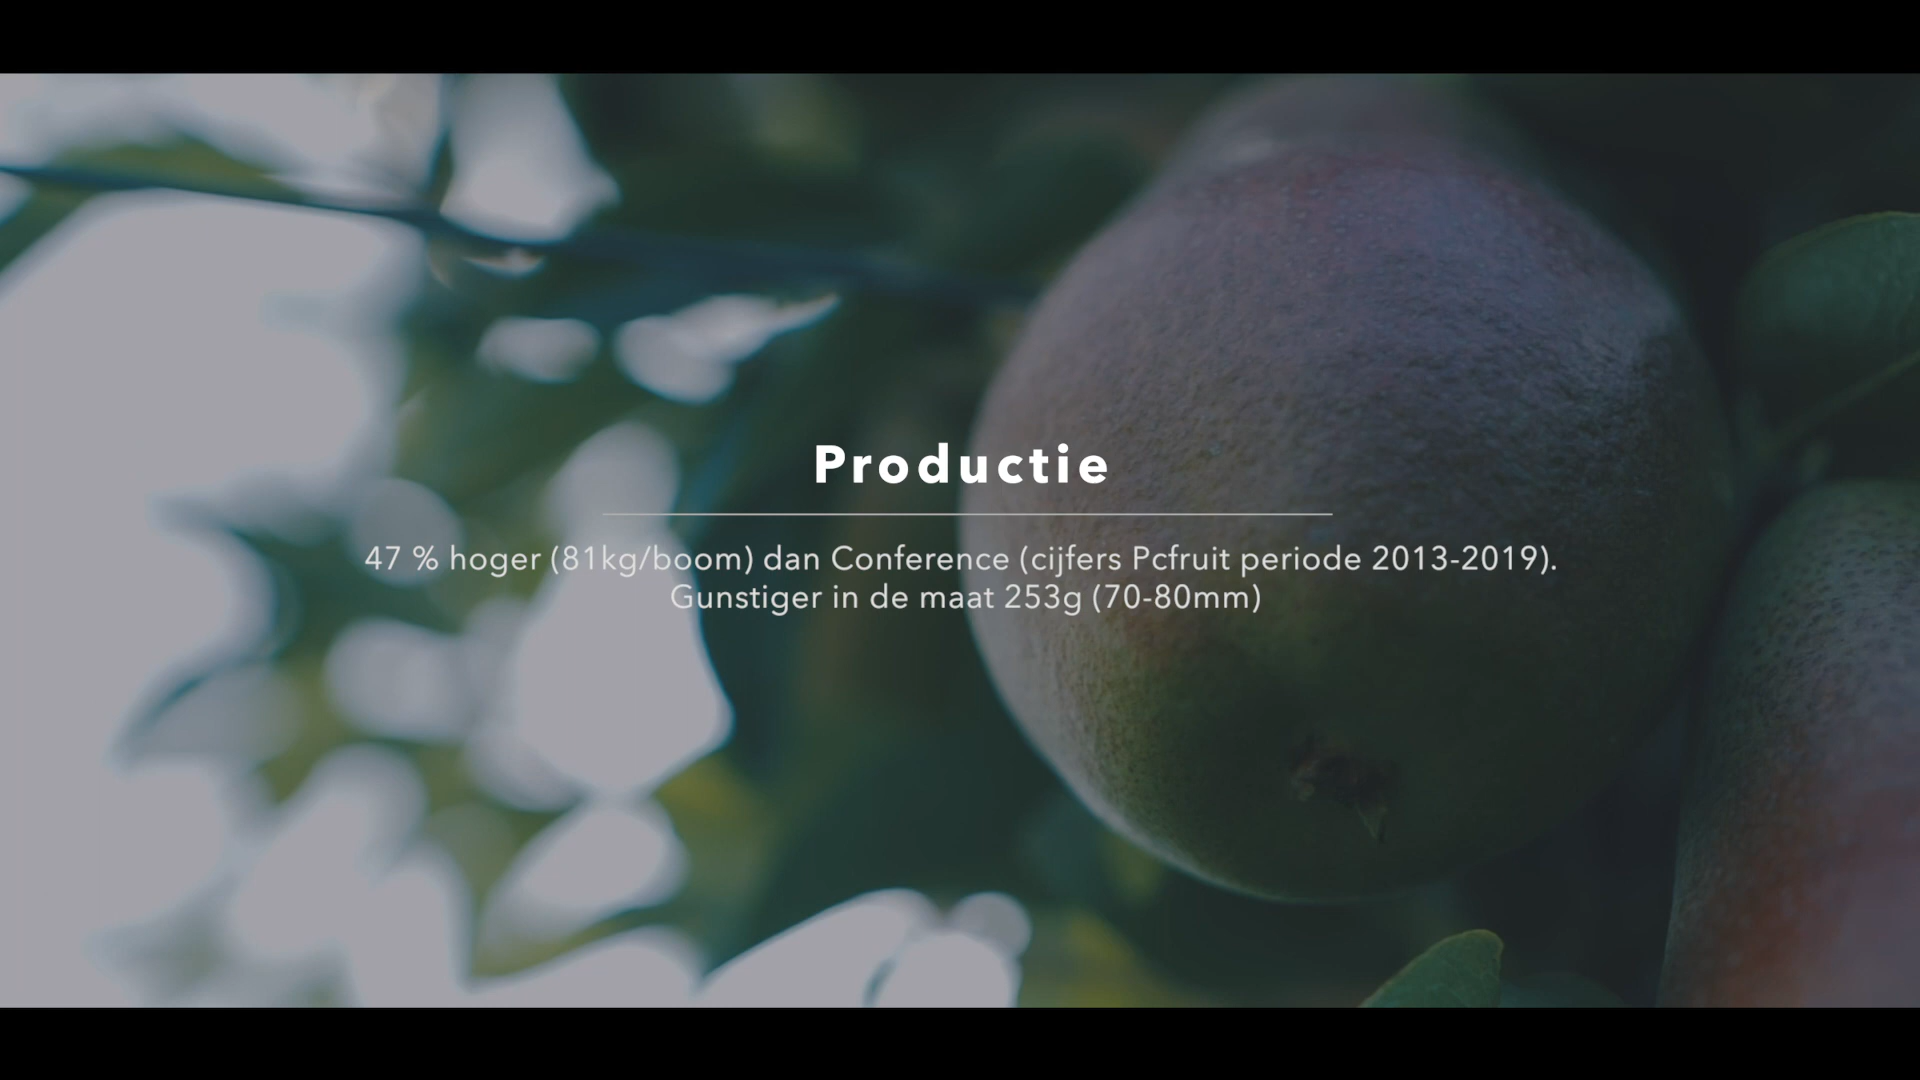 Productie
47 % hoger (81kg/boom) dan Conference (cijfers Pcfruit periode 2013-2019).
Gunstiger in de maat 253g (70-80mm)